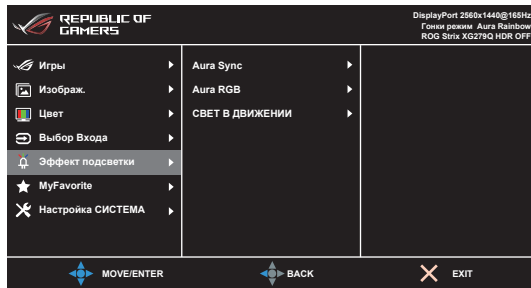 REPUBLIC OF
GAMERS
DisplayPort 2560x1440@165Hz
Гонки режим Aura Rainbow
ROG Strix XG279Q HDR OFF
Игры
Изображ.
Цвет
Выбор Входа
Эффект подсветки
MyFavorite
Настройка СИСТЕМА
Aura Sync
Aura RGB
СВЕТ В ДВИЖЕНИИ
MOVE/ENTER
BACK
EXIT